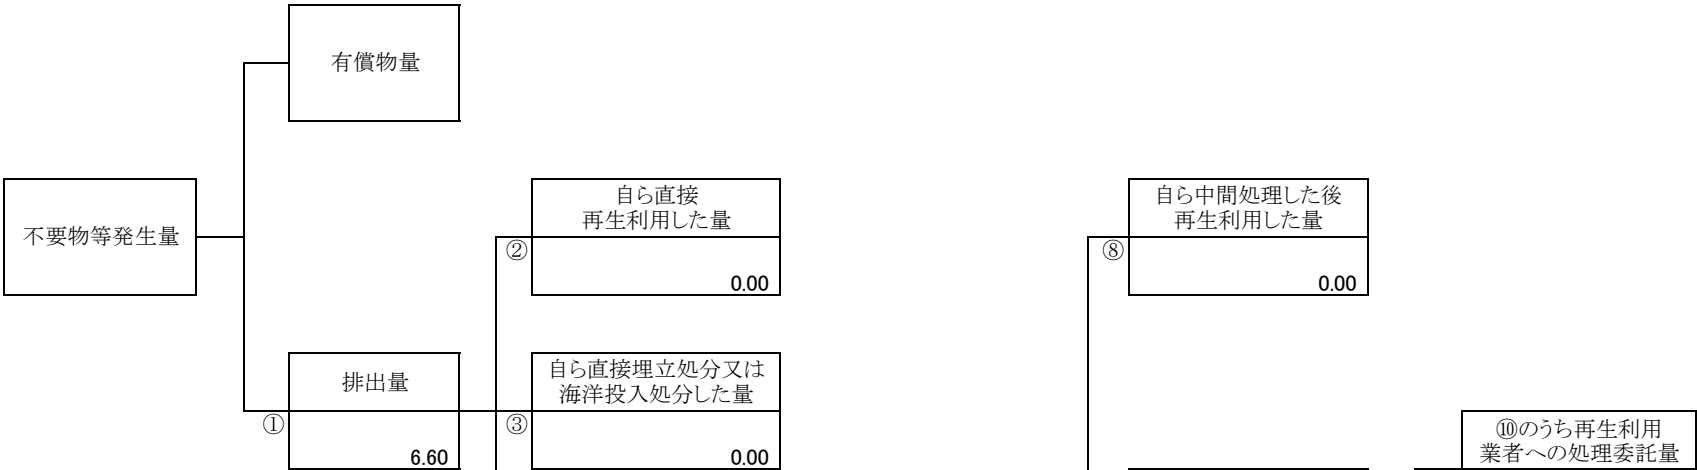 有償物量
不要物等発生量
自ら直接
再生利用した量
②
0.00
自ら中間処理した後
再生利用した量
⑧
0.00
排出量
①
6.60
自ら直接埋立処分又は
海洋投入処分した量
③
0.00
⑩のうち再生利用
業者への処理委託量